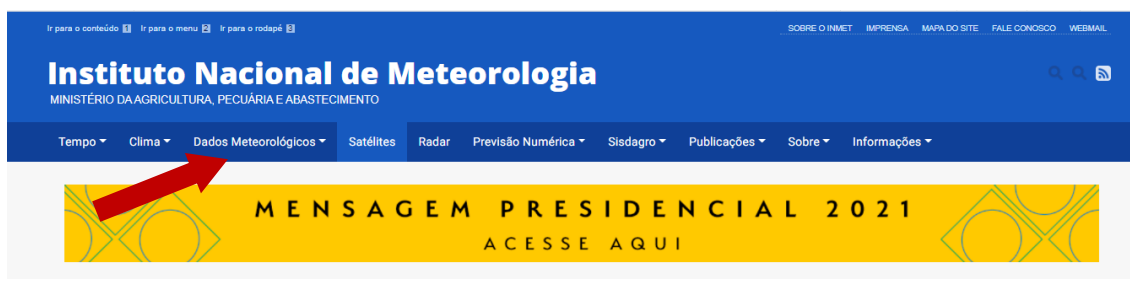 Ir para o conteúdo 1 Ir para o menu 2 Ir para o rodapé 3 SOBRE O INMET IMPRENSA MAPA DO SITE FALE CONOSCO WEBMAIL
Instituto Nacional de Meteorologia
MINISTÉRIO DA AGRICULTURA, PECUÁRIA E ABASTECIMENTO
Tempo Clima Dados Meteorológicos Satélites Radar Previsão Numérica Sisdagro Publicações Sobre Informações
MENSAGEM PRESIDENCIAL 2021
ACESSE AQUI